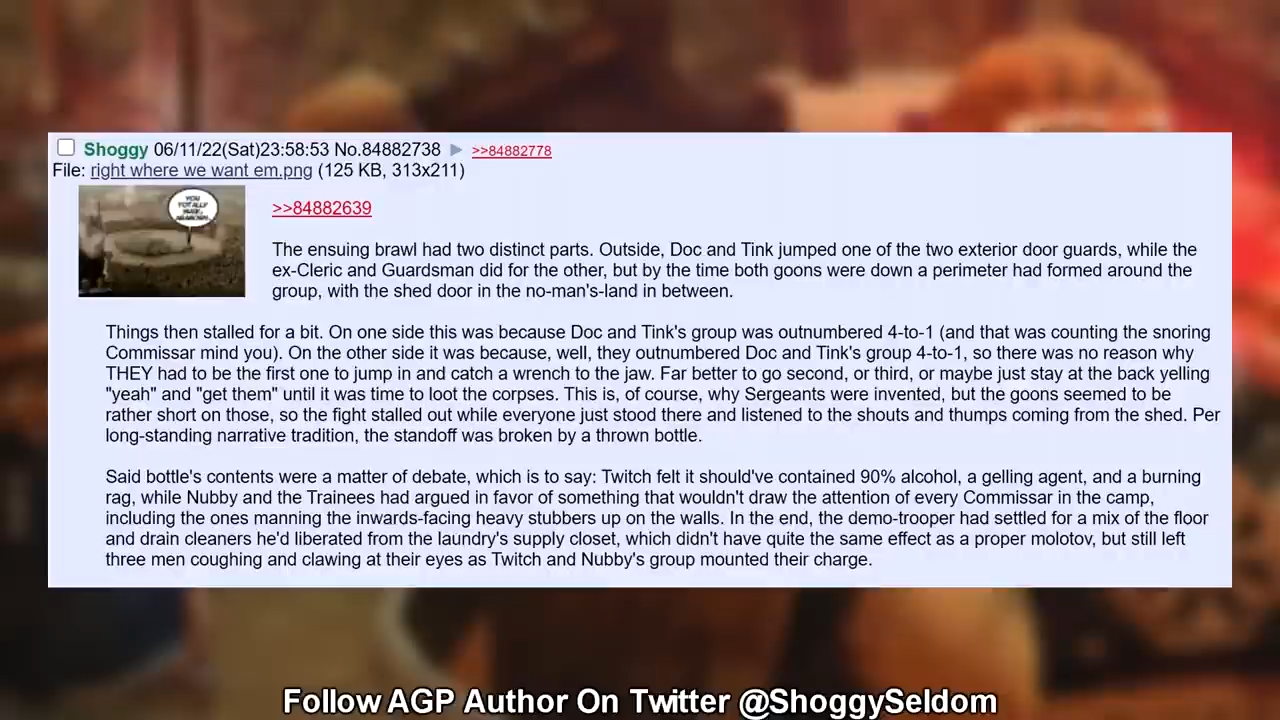 Shoggy 06/11/22(Sat)23:58:53 No.84882738 ▶ >>84882778
File: right where we want em.png (125 KB, 313x211)
YOU
TOTALLY
>>84882639
The ensuing brawl had two distinct parts. Outside, Doc and Tink jumped one of the two exterior door guards, while the
ex-Cleric and Guardsman did for the other, but by the time both goons were down a perimeter had formed around the
group, with the shed door in the no-man's-land in between.
Things then stalled for a bit. On one side this was because Doc and Tink's group was outnumbered 4-to-1 (and that was counting the snoring
Commissar mind you). On the other side it was because, well, they outnumbered Doc and Tink's group 4-to-1, so there was no reason why
THEY had to be the first one to jump in and catch a wrench to the jaw. Far better to go second, or third, or maybe just stay at the back yelling
"yeah" and "get them" until it was time to loot the corpses. This is, of course, why Sergeants were invented, but the goons seemed to be
rather short on those, so the fight stalled out while everyone just stood there and listened to the shouts and thumps coming from the shed. Per
long-standing narrative tradition, the standoff was broken by a thrown bottle.
Said bottle's contents were a matter of debate, which is to say: Twitch felt it should've contained 90% alcohol, a gelling agent, and a burning
rag, while Nubby and the Trainees had argued in favor of something that wouldn't draw the attention of every Commissar in the camp,
including the ones manning the inwards-facing heavy stubbers up on the walls. In the end, the demo-trooper had settled for a mix of the floor
and drain cleaners he'd liberated from the laundry's supply closet, which didn't have quite the same effect as a proper molotov, but still left
three men coughing and clawing at their eyes as Twitch and Nubby's group mounted their charge.
Follow AGP Author On Twitter @ShoggySeldom